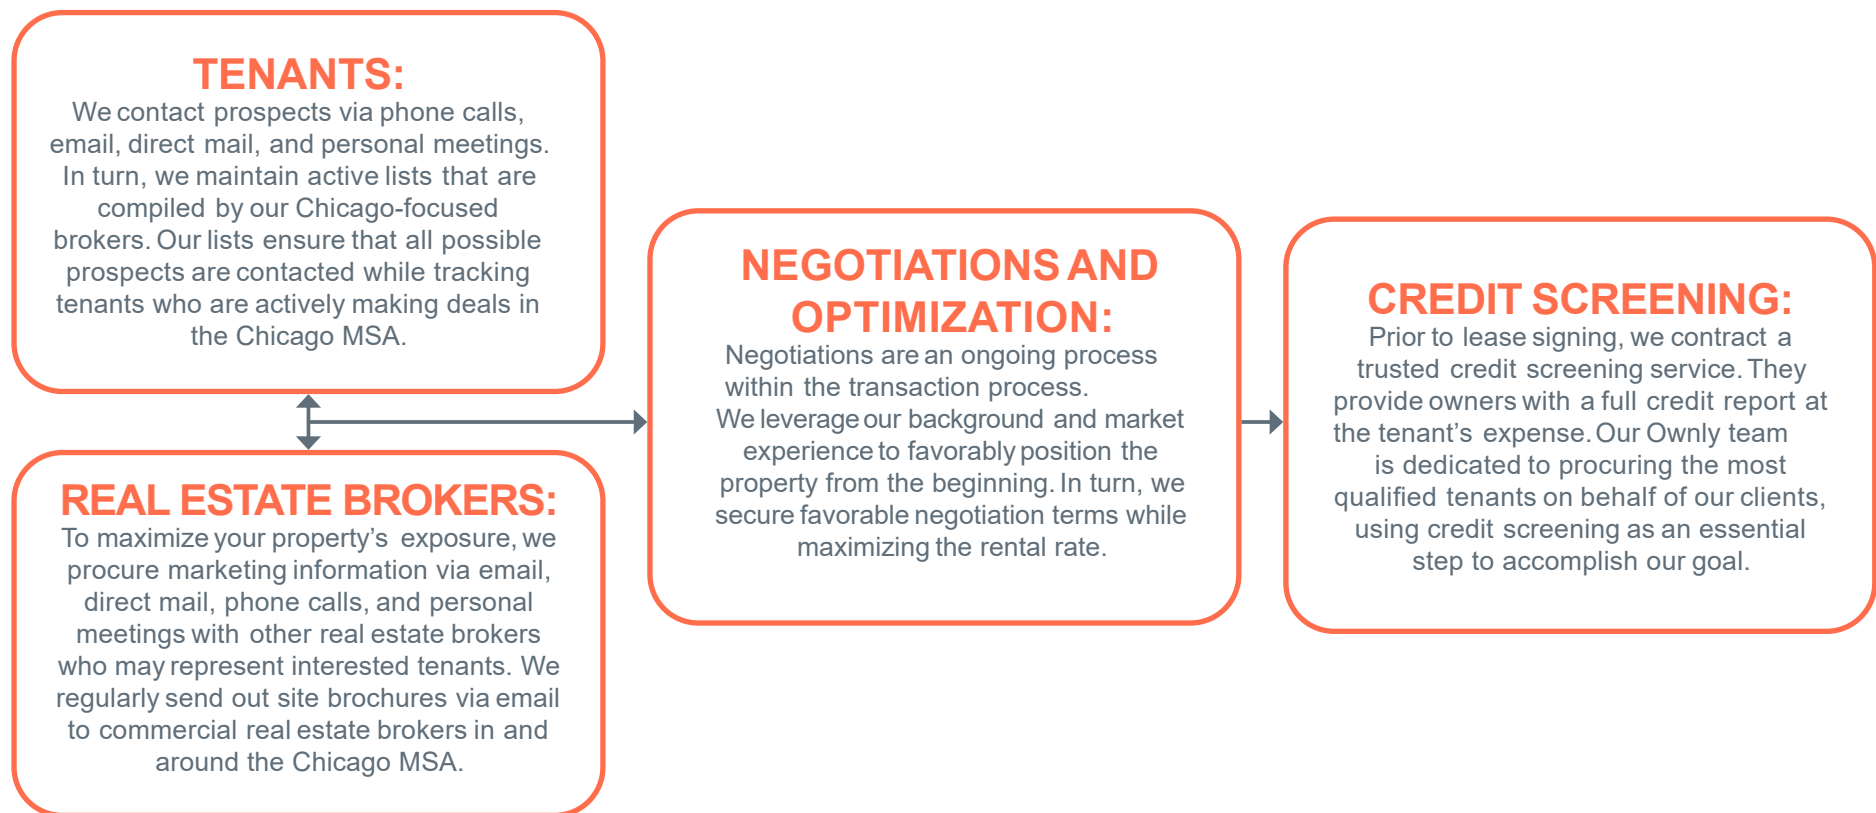 TENANTS:
We contact prospects via phone calls,
email, direct mail, and personal meetings.
In turn, we maintain active lists that are
compiled by our Chicago-focused
brokers. Our lists ensure that all possible
prospects are contacted while tracking
tenants who are actively making deals in
the Chicago MSA.
REAL ESTATE BROKERS:
To maximize your property's exposure, we
procure marketing information via email,
direct mail, phone calls, and personal
meetings with other real estate brokers
who may represent interested tenants. We
regularly send out site brochures via email
to commercial real estate brokers in and
around the Chicago MSA.
NEGOTIATIONS AND
OPTIMIZATION:
Negotiations are an ongoing process
within the transaction process.
We leverage our background and market
experience to favorably position the
property from the beginning. In turn, we
secure favorable negotiation terms while
maximizing the rental rate.
CREDIT SCREENING:
Prior to lease signing, we contract a
trusted credit screening service. They
provide owners with a full credit report at
the tenant's expense. Our Ownly team
is dedicated to procuring the most
qualified tenants on behalf of our clients,
using credit screening as an essential
step to accomplish our goal.